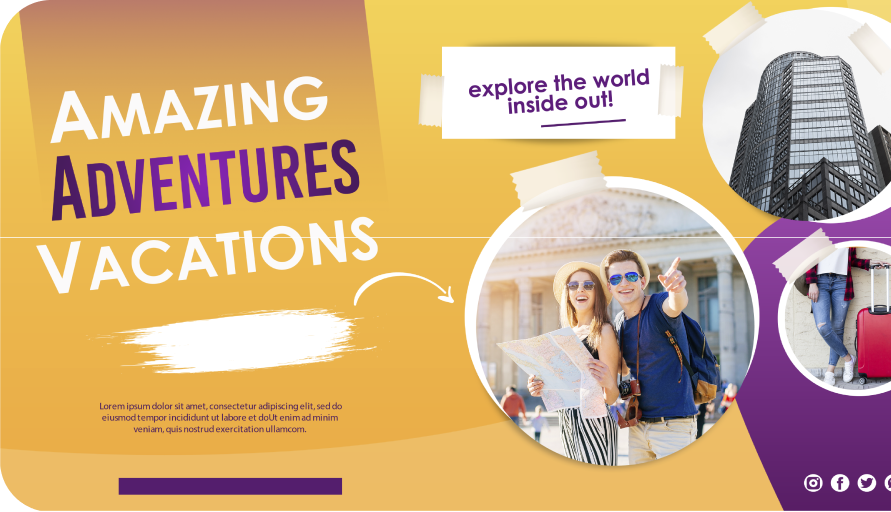 AMAZING
ADVENTURES
VACATIONS
explore the world
inside out!
Lorem ipsum dolor sit amet, consectetur adipiscing elit, sed do
eiusmod tempor incididunt ut labore et doUt enim ad minim
veniam, quis nostrud exercitation ullamcom.